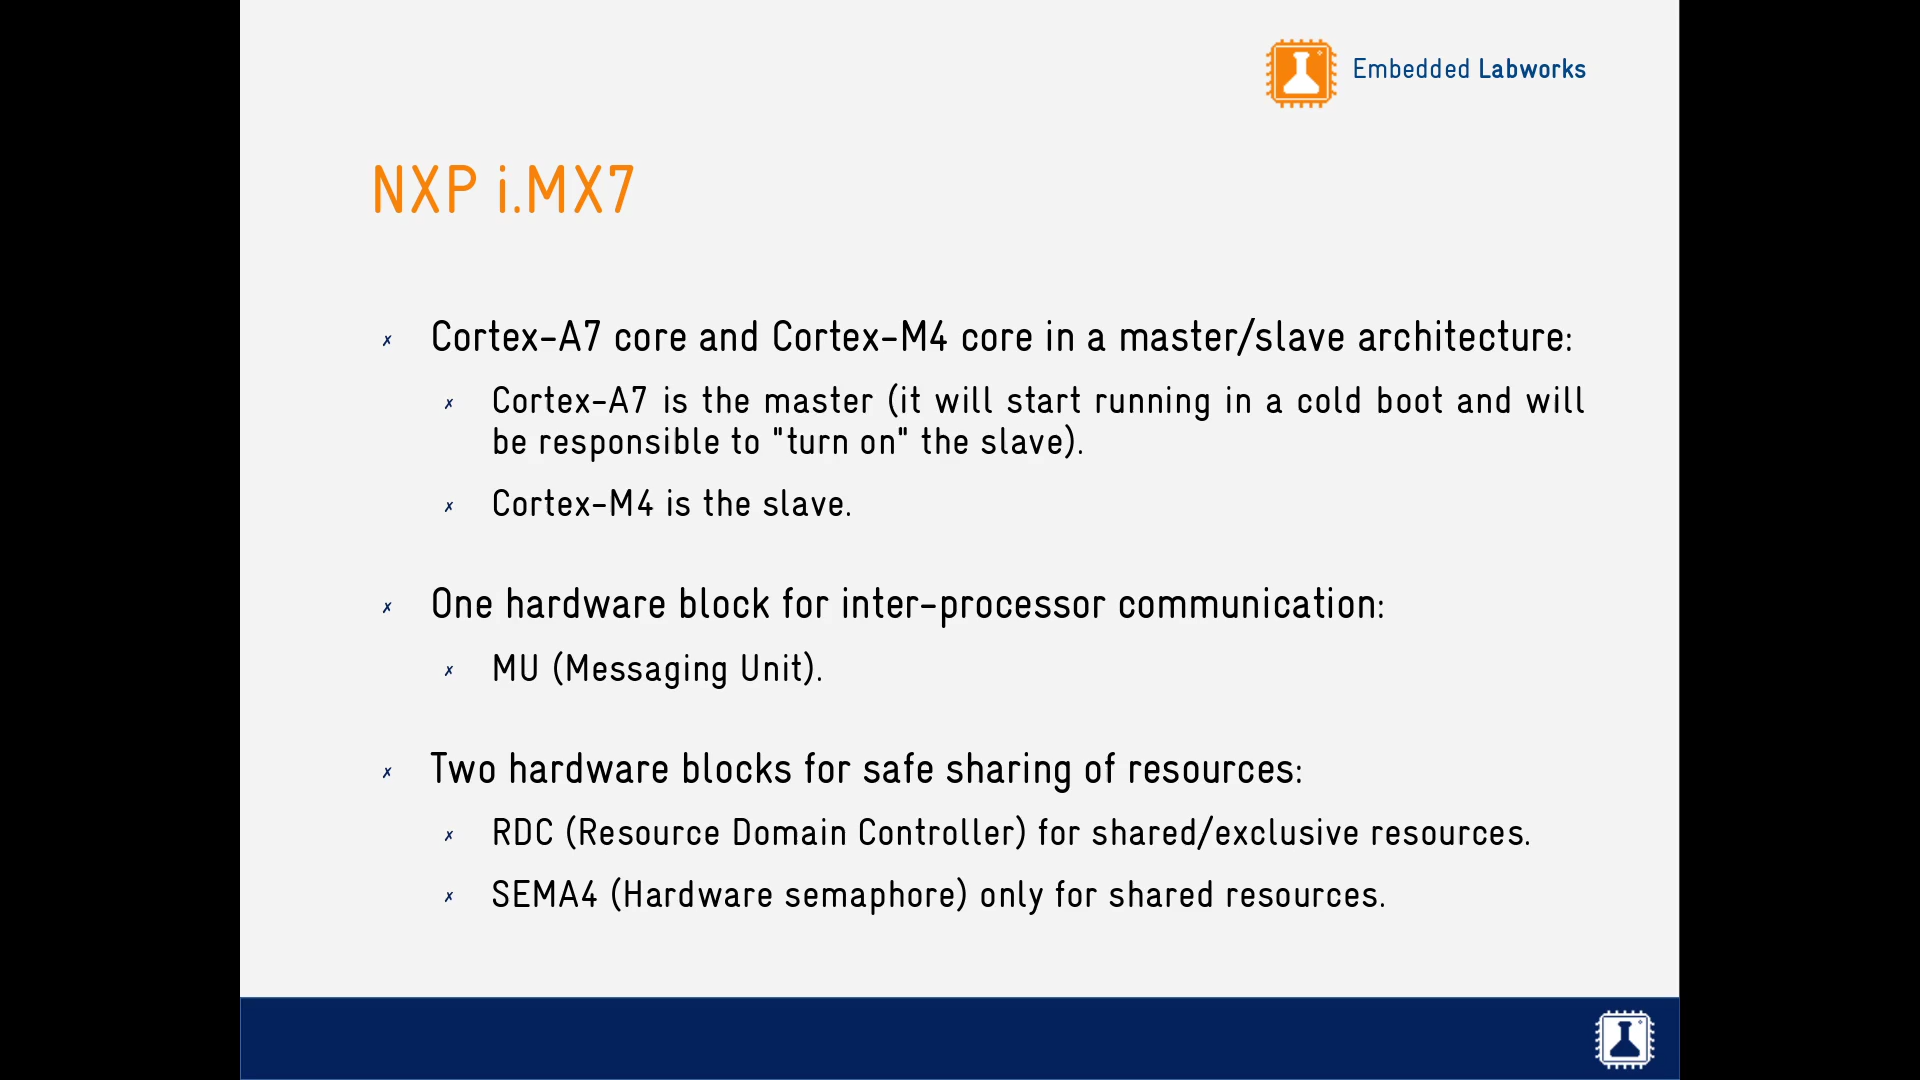 Embedded Labworks
NXP i.MX7
✗ Cortex-A7 core and Cortex-M4 core in a master/slave architecture:
✗ Cortex-A7 is the master (it will start running in a cold boot and will
be responsible to "turn on" the slave).
✗ Cortex-M4 is the slave.
✗ One hardware block for inter-processor communication:
✗ MU (Messaging Unit).
✗ Two hardware blocks for safe sharing of resources:
✗ RDC (Resource Domain Controller) for shared/exclusive resources.
✗ SEMA4 (Hardware semaphore) only for shared resources.